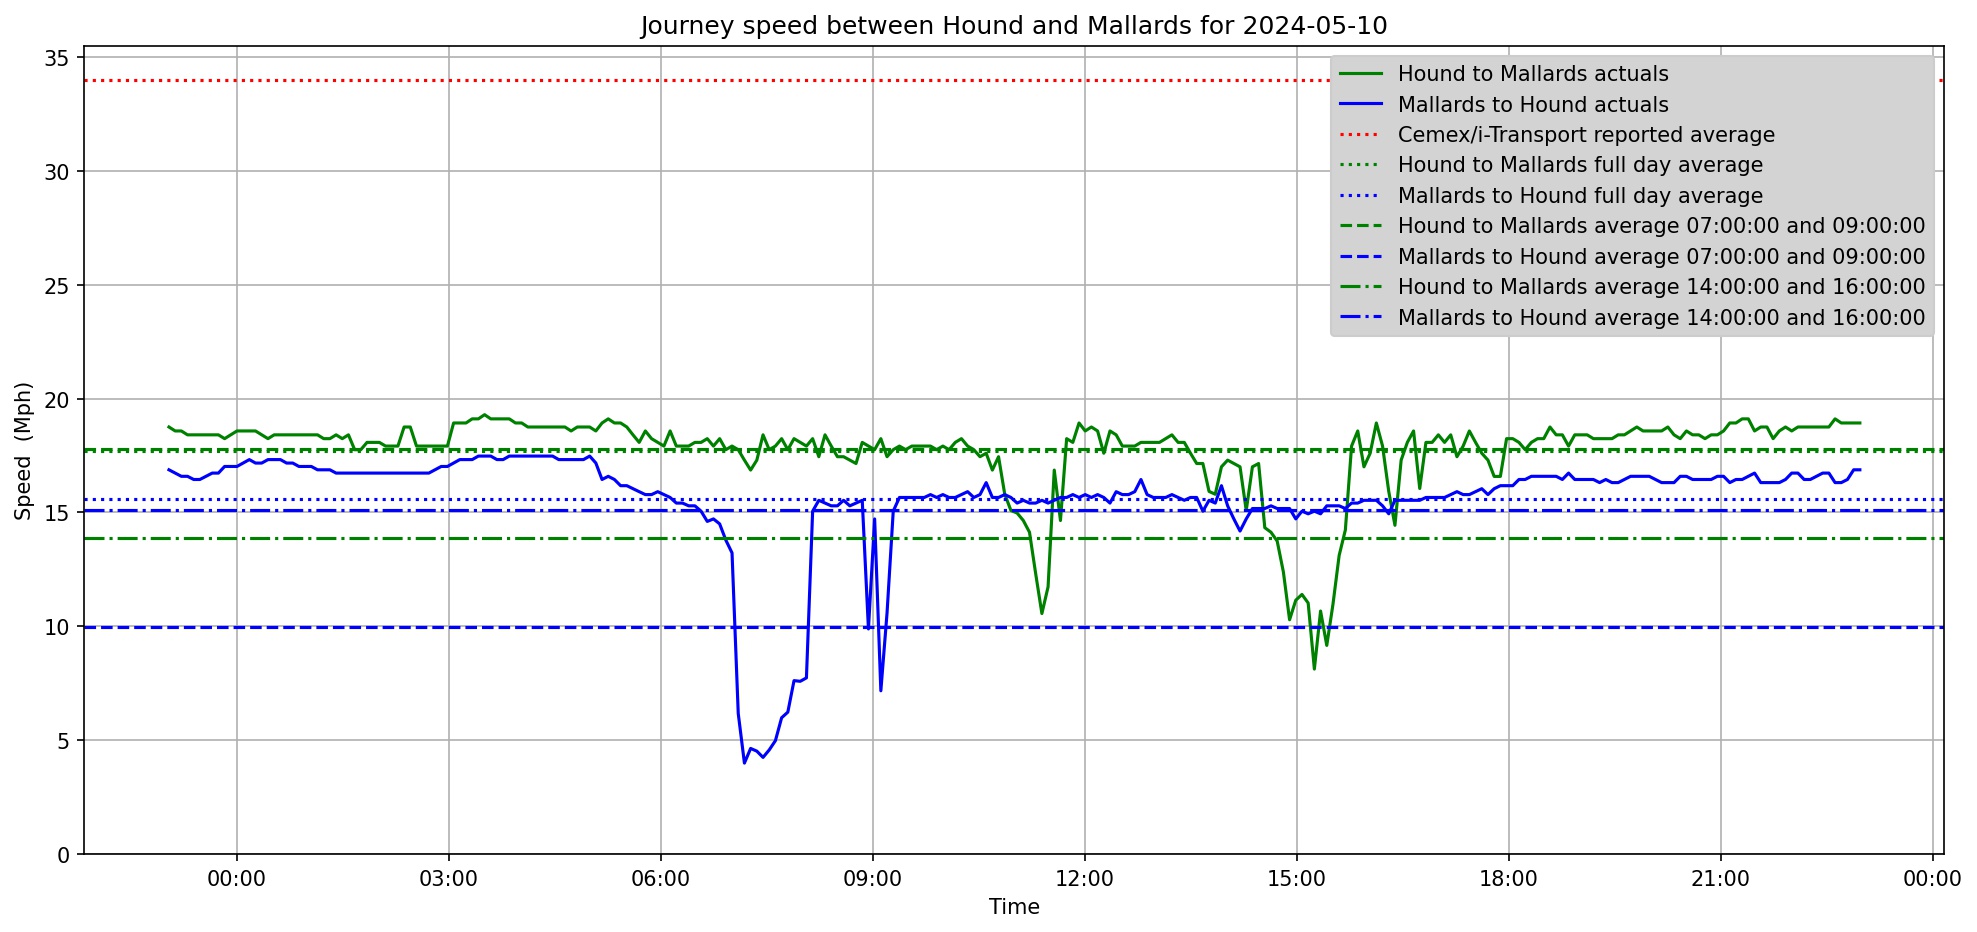 Journey speed between Hound and Mallards for 2024-05-10
35
30
25
20
15
10
5
0
Speed (Mph)
Hound to Mallards actuals
Mallards to Hound actuals
Cemex/i-Transport reported average
Hound to Mallards full day average
Mallards to Hound full day average
Hound to Mallards average 07:00:00 and 09:00:00
Mallards to Hound average 07:00:00 and 09:00:00
Hound to Mallards average 14:00:00 and 16:00:00
Mallards to Hound average 14:00:00 and 16:00:00
00:00 03:00 06:00 09:00 12:00 15:00 18:00 21:00 00:00
Time